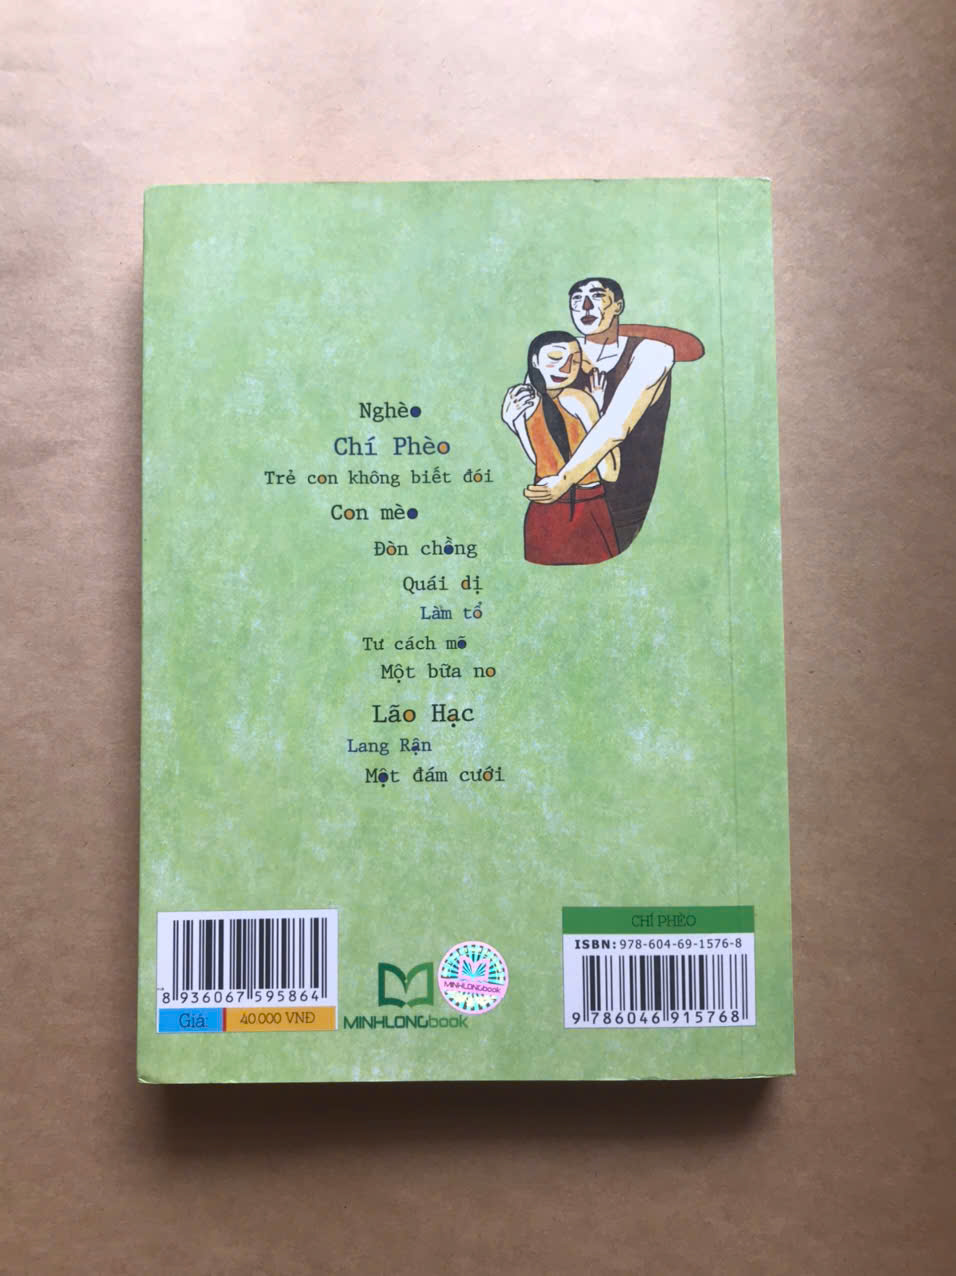 Nghèo
Chí Phèo
Trẻ con không biết đói
Con mèo
Đòn chồng
Quái dị
Làm tổ
Tư cách mõ
Một bữa no
Lão Hạc
Lang Rận
Một đám cưới
8 936067 595864
Giá: 40.000 VNĐ
MINHLONGbook
MINHLONGbook
CHÍ PHÈO
ISBN: 978-604-69-1576-8
9 786046 915768